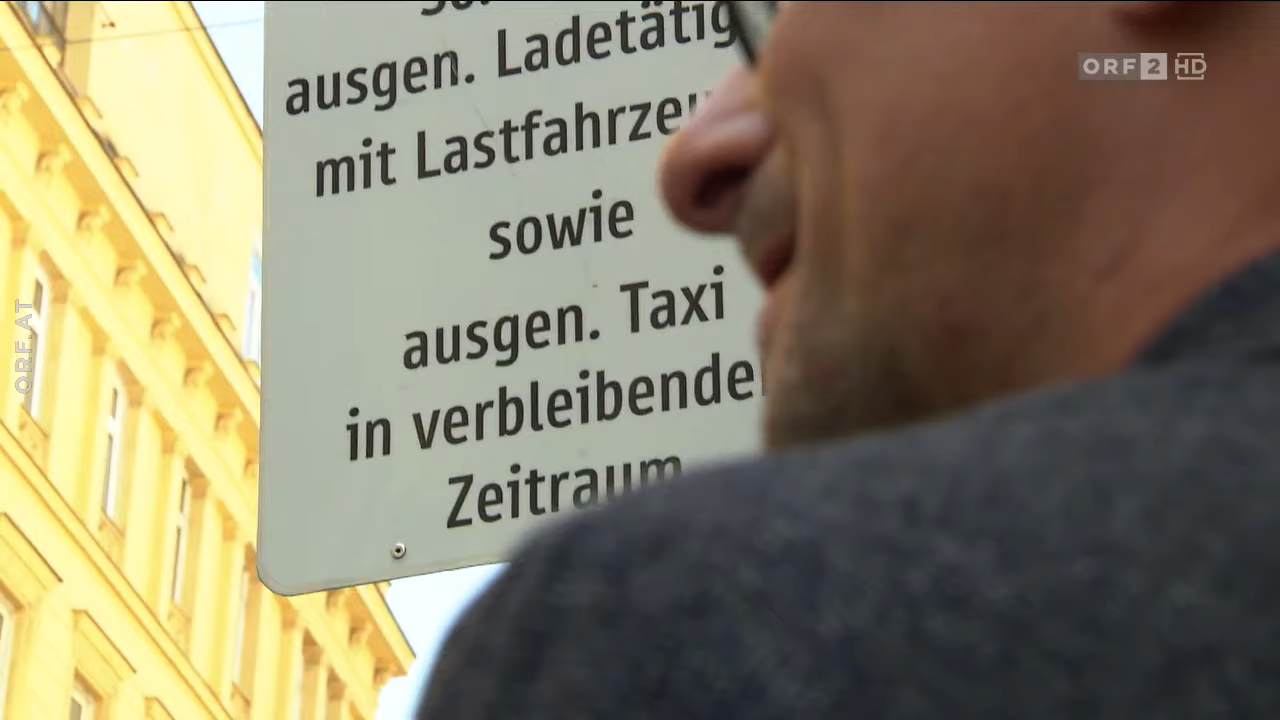 ausgen. Ladetätig
mit Lastfahrzeu
sowie
ausgen. Taxi
in verbleibende
Zeitraum
ORF 2 HD
ORF.AT